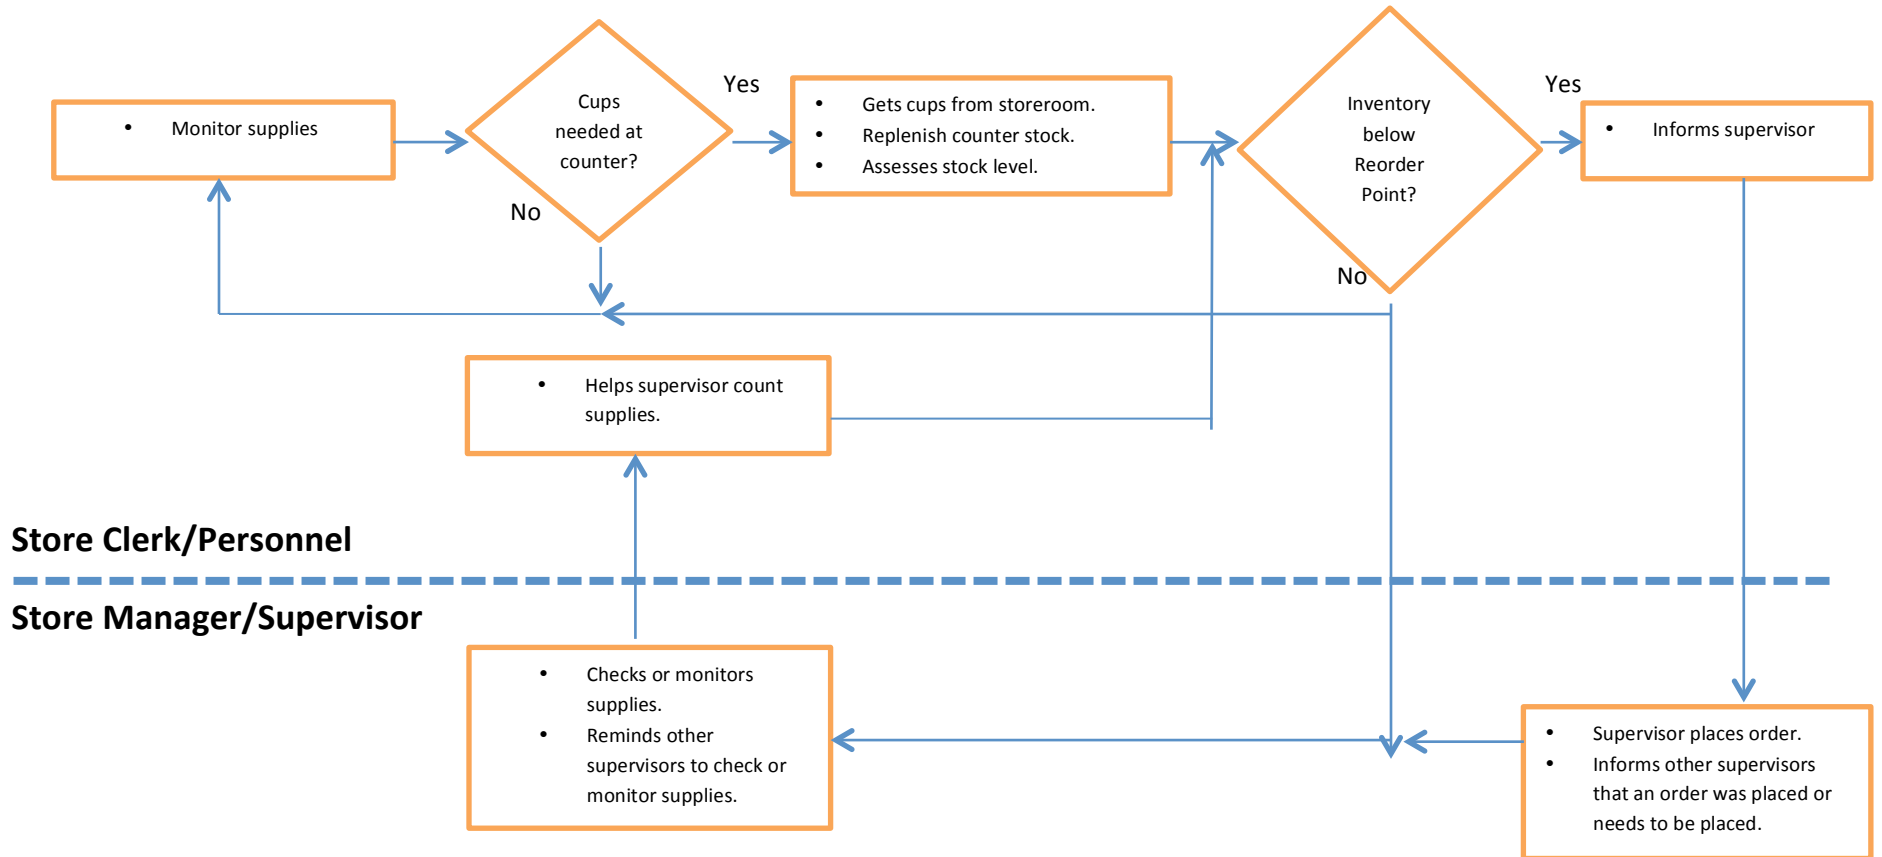 • Monitor supplies
Cups
needed at
counter?
Yes
No
• Gets cups from storeroom.
• Replenish counter stock.
• Assesses stock level.
Inventory
below
Reorder
Point?
Yes
No
• Informs supervisor
• Helps supervisor count
supplies.
Store Clerk/Personnel
Store Manager/Supervisor
• Checks or monitors
supplies.
• Reminds other
supervisors to check or
monitor supplies.
• Supervisor places order.
• Informs other supervisors
that an order was placed or
needs to be placed.